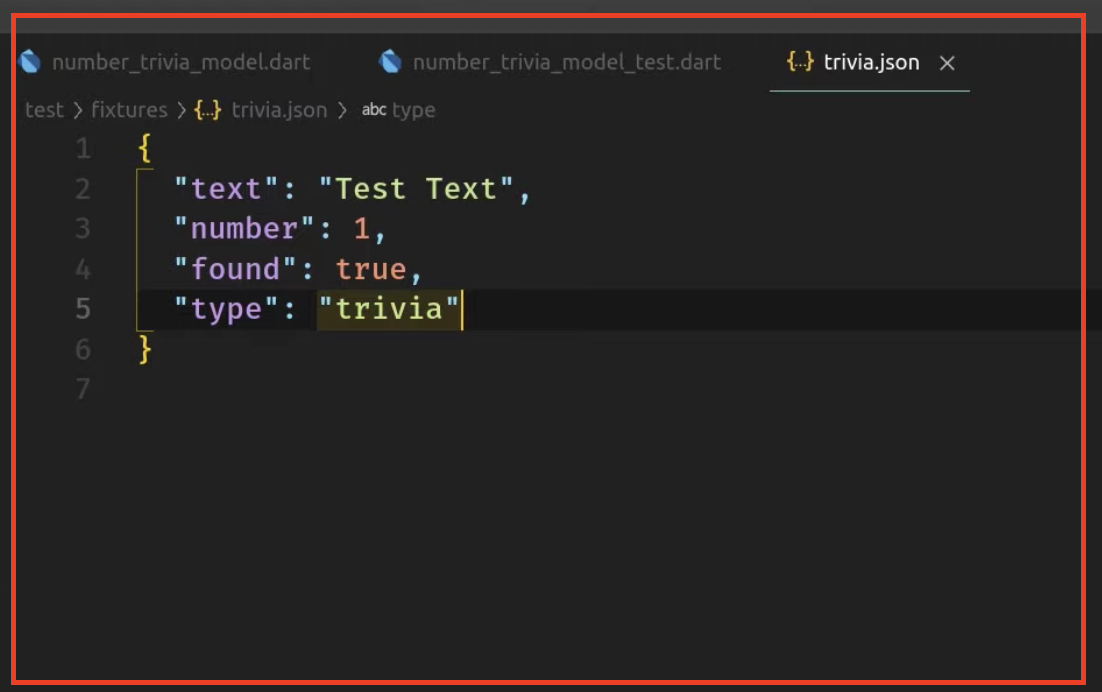 number_trivia_model.dart number_trivia_model_test.dart {..} trivia.json ×
test > fixtures > {..} trivia.json > abc type
1 {
2 "text": "Test Text",
3 "number": 1,
4 "found": true,
5 "type": "trivia"
6 }
7